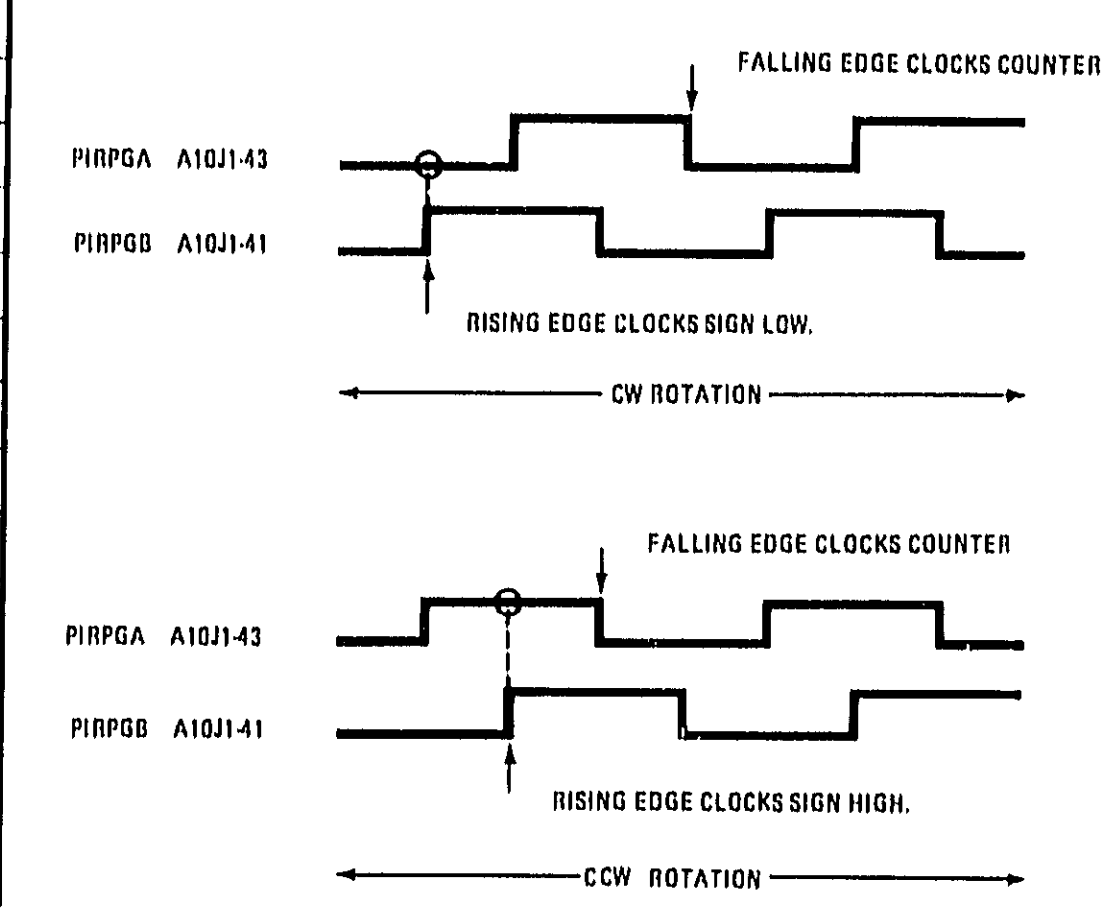 FALLING EDGE CLOCKS COUNTER
PIRPGA A10J1-43
PIRPGB A10J1-41
RISING EDGE CLOCKS SIGN LOW.
CW ROTATION
FALLING EDGE CLOCKS COUNTER
PIRPGA A10J1-43
PIRPGB A10J1-41
RISING EDGE CLOCKS SIGN HIGH.
CCW ROTATION